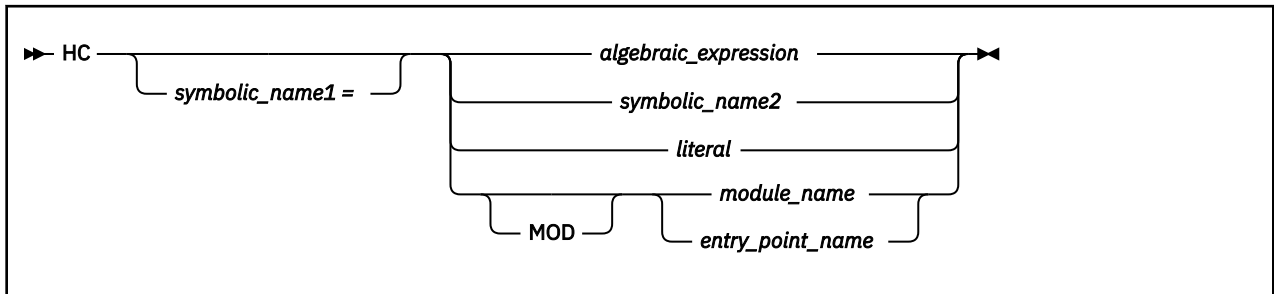 HC algebraic_expression
symbolic_name1 =
symbolic_name2
literal
module_name
MOD
entry_point_name